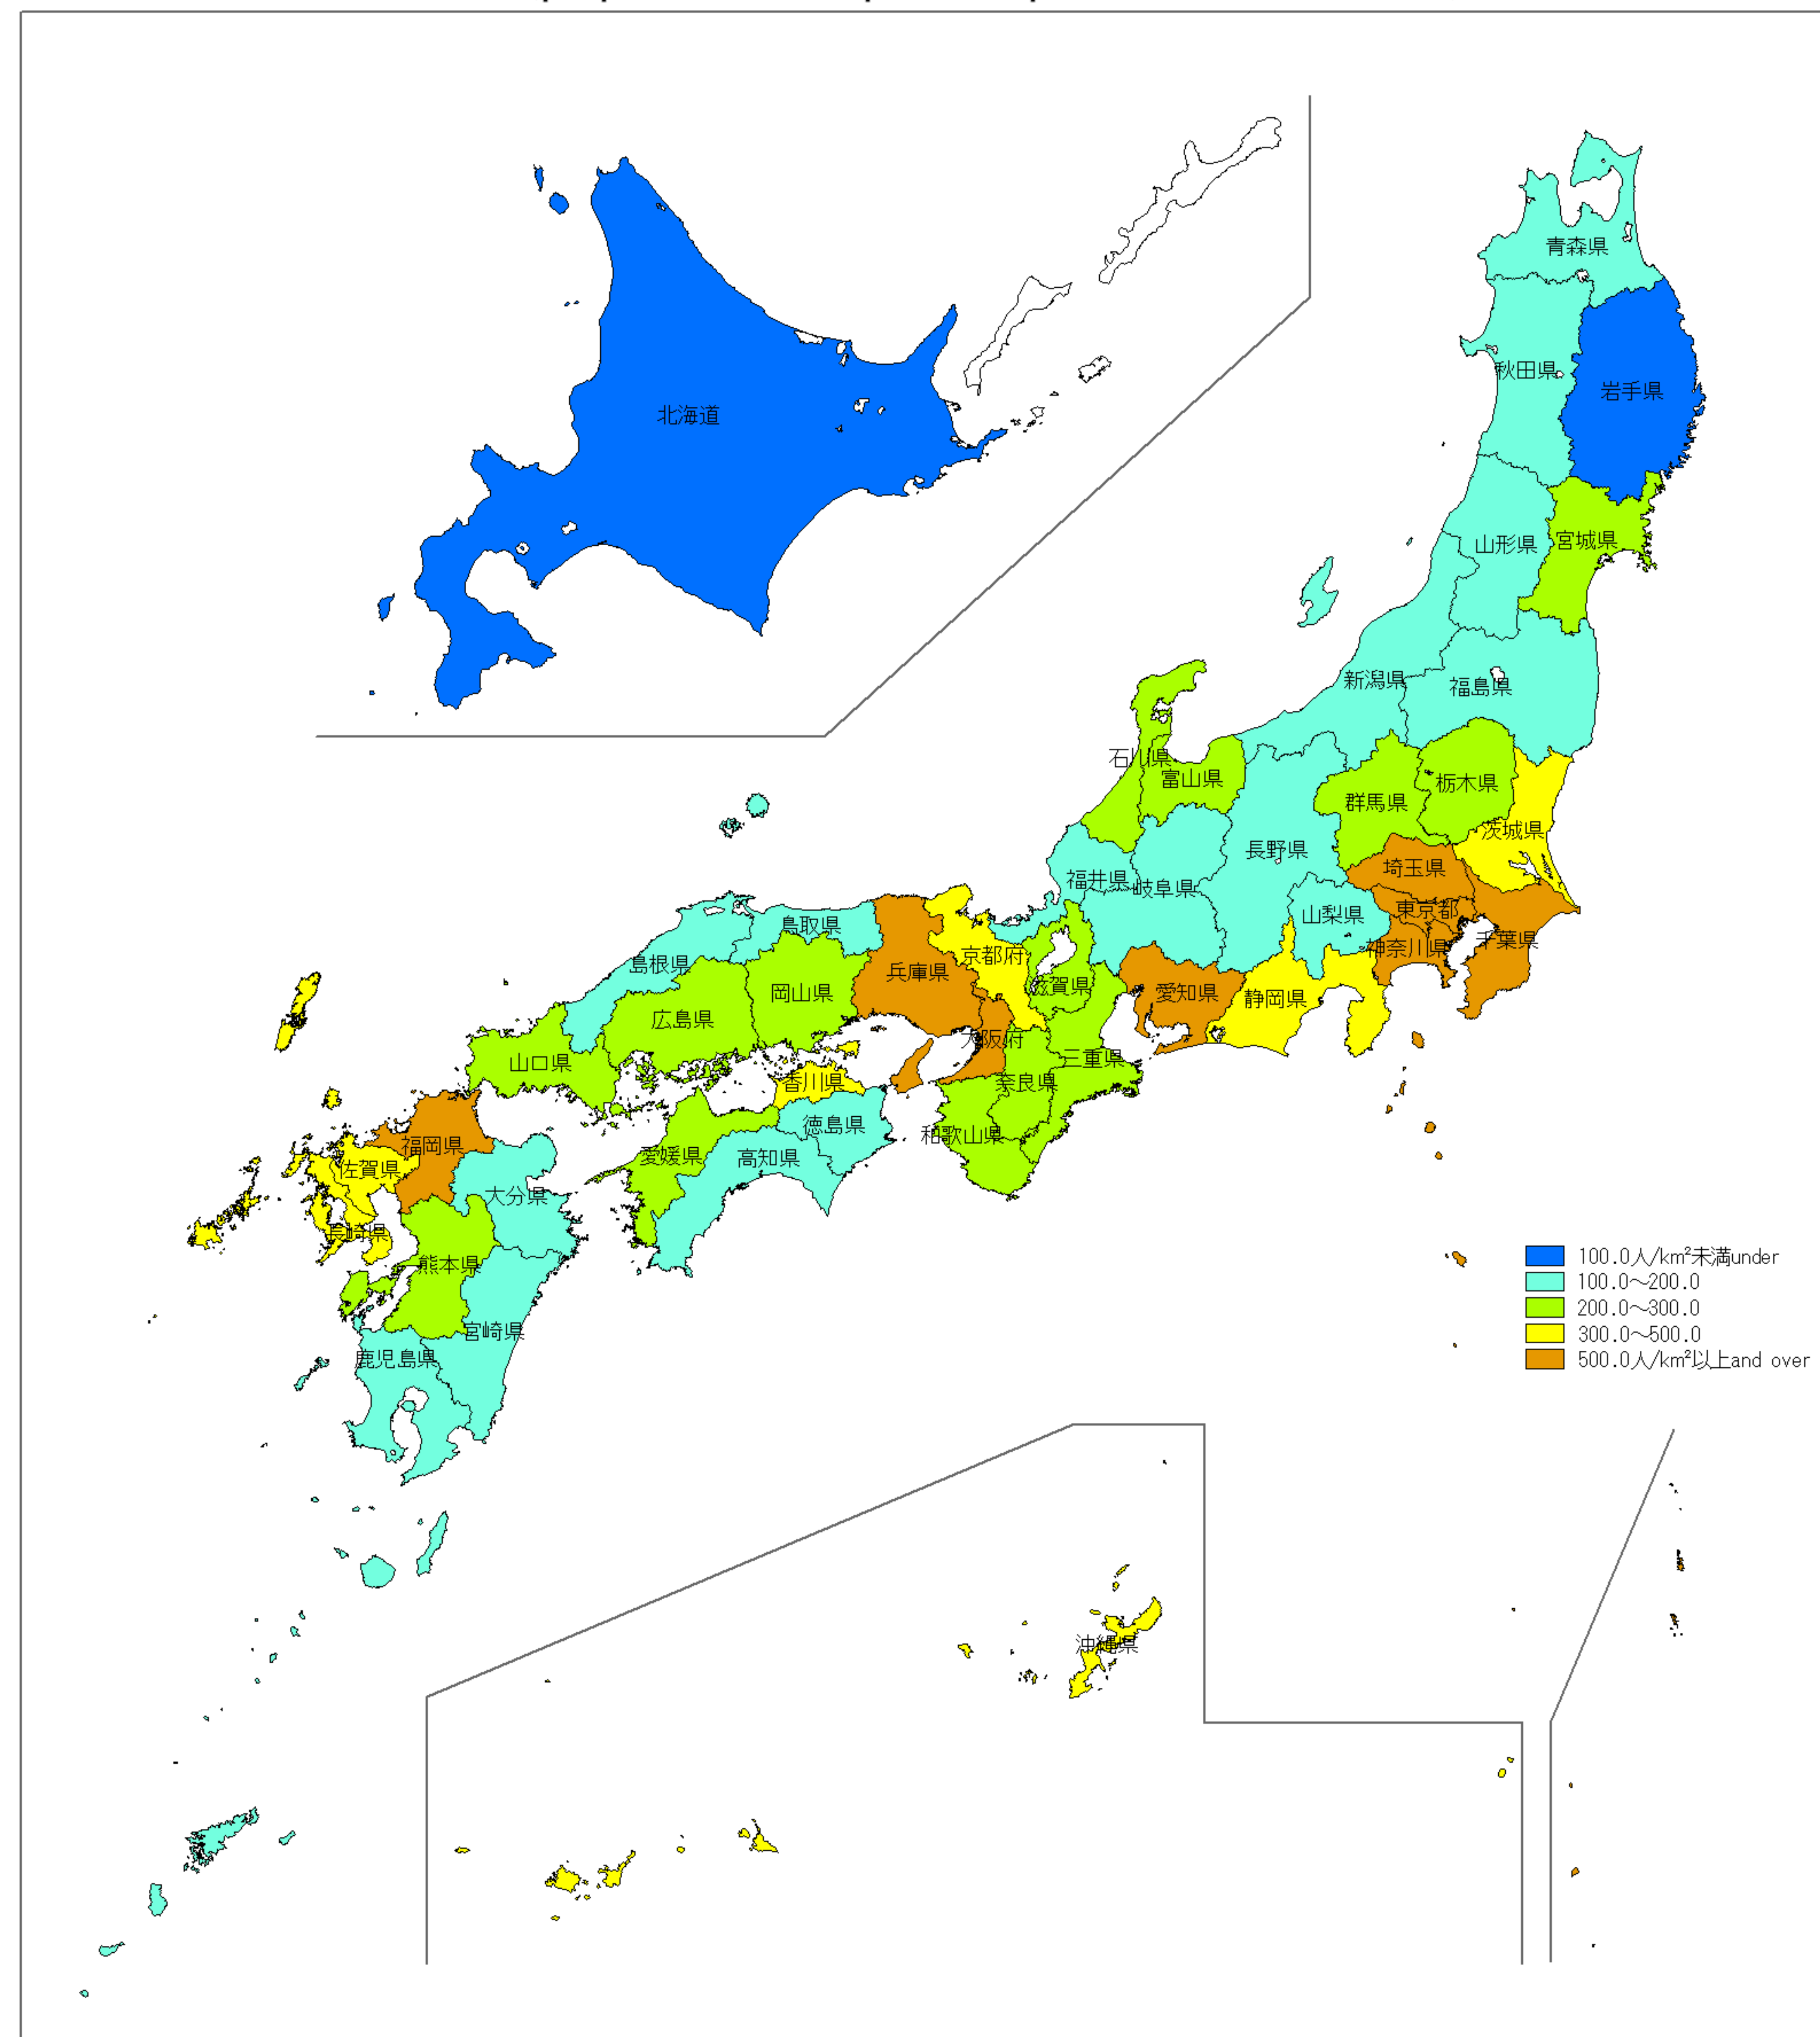 北海道
青森県
秋田県
岩手県
山形県
宮城県
新潟県
福島県
石川県
富山県
群馬県
栃木県
茨城県
福井県
岐阜県
長野県
埼玉県
東京都
山梨県
神奈川県
千葉県
鳥取県
島根県
岡山県
広島県
山口県
兵庫県
京都府
滋賀県
愛知県
静岡県
大阪府
三重県
奈良県
和歌山県
香川県
徳島県
愛媛県
高知県
福岡県
佐賀県
長崎県
大分県
熊本県
宮崎県
鹿児島県
沖縄県
100.0人/km²未満under
100.0～200.0
200.0～300.0
300.0～500.0
500.0人/km²以上and over